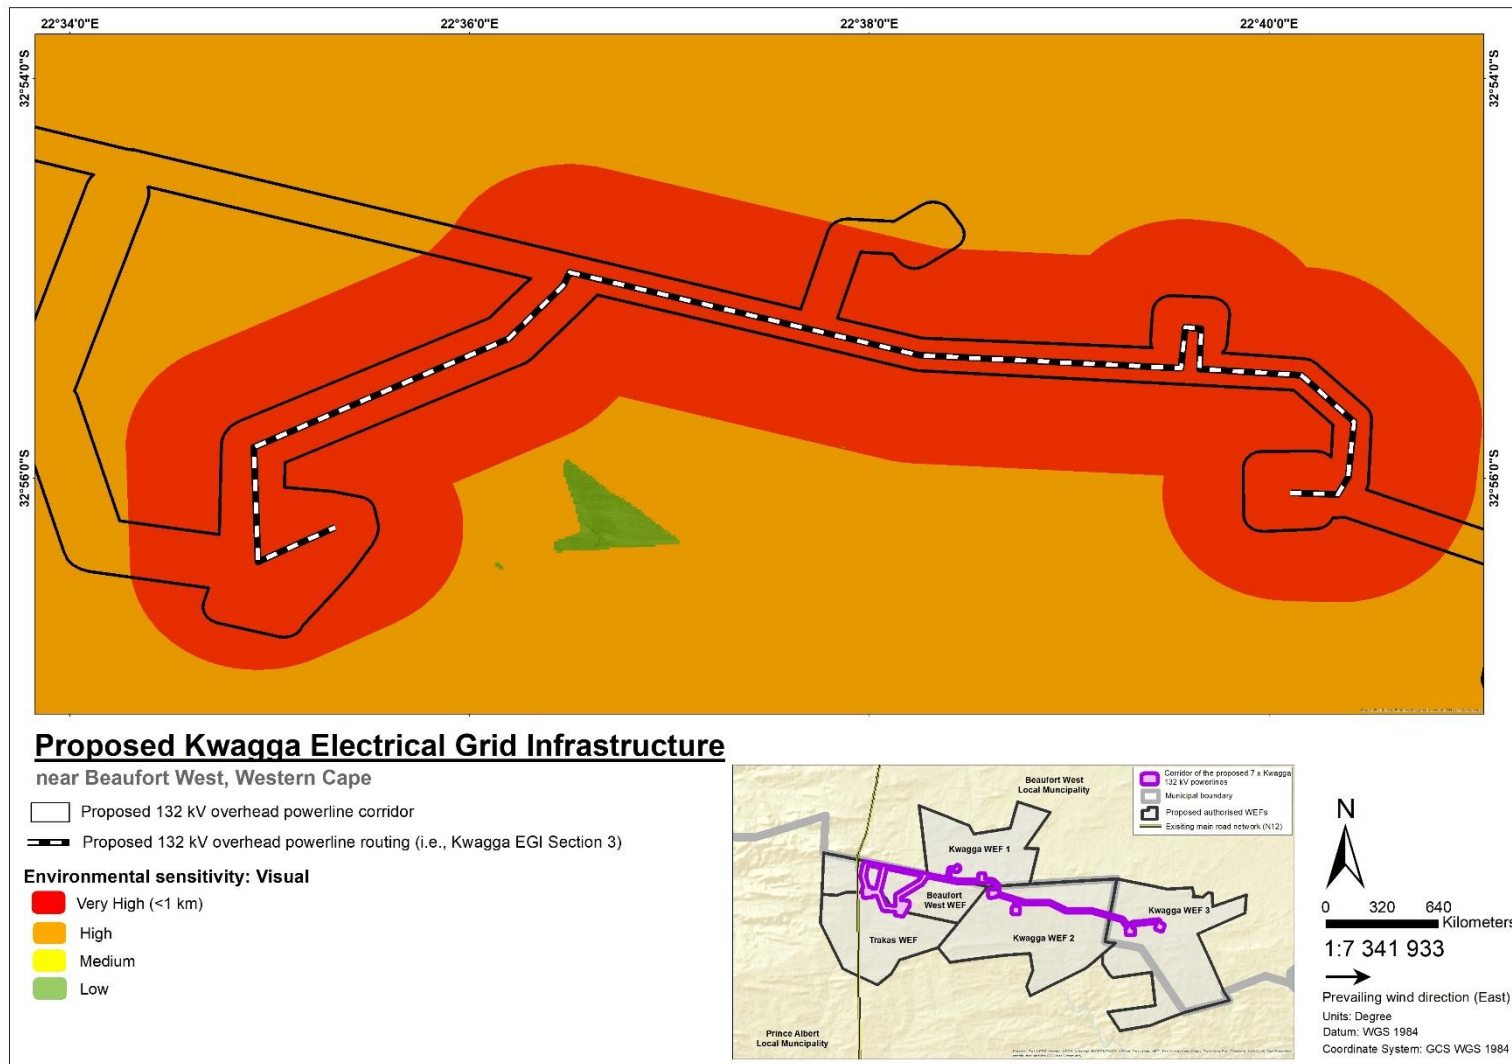 22°34'0"E
22°36'0"E
22°38'0"E
22°40'0"E
32°54'0"S
32°54'0"S
32°56'0"S
32°56'0"S
Proposed Kwagga Electrical Grid Infrastructure
near Beaufort West, Western Cape
Proposed 132 kV overhead powerline corridor
Proposed 132 kV overhead powerline routing (i.e., Kwagga EGI Section 3)
Environmental sensitivity: Visual
Very High (<1 km)
High
Medium
Low
Beaufort West
Local Muncipality
Corridor of the proposed 7 x Kwagga
132 kV powerlines
Municipal boundary
Proposed authorised WEFs
Exisiting main road network (N12)
Kwagga WEF 1
Beaufort
West WEF
Kwagga WEF 3
Trakas WEF
Kwagga WEF 2
Prince Albert
Local Mumcipality
N
0 320 640
Kilometers
1:7 341 933
Prevailing wind direction (East)
Units: Degree
Datum: WGS 1984
Coordinate System: GCS WGS 1984